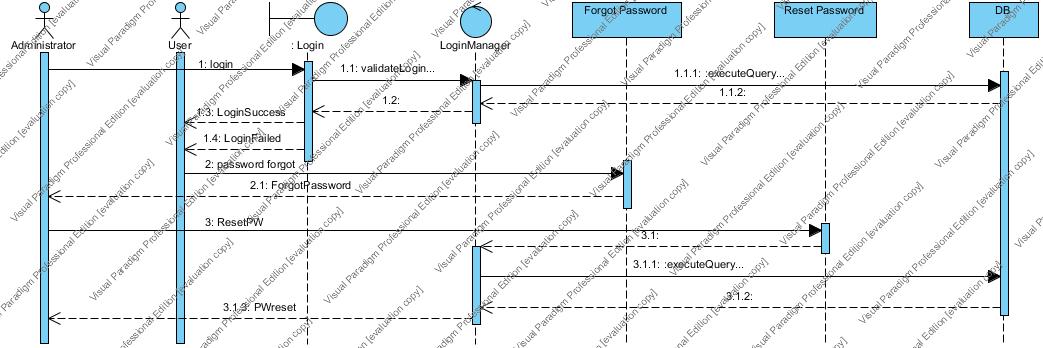 Forgot Password
Reset Password
DB
Administrator
User
: Login
LoginManager
1: login
1.1: validateLogin...
1.1.1: :executeQuery...
1.1.2:
1.2:
1.3: LoginSuccess
1.4: LoginFailed
2: password forgot
2.1: ForgotPassword
3: ResetPW
3.1:
3.1.1: :executeQuery...
3.1.2:
3.1.3: PWreset
Visual Paradigm Professional Edition [evaluation copy]